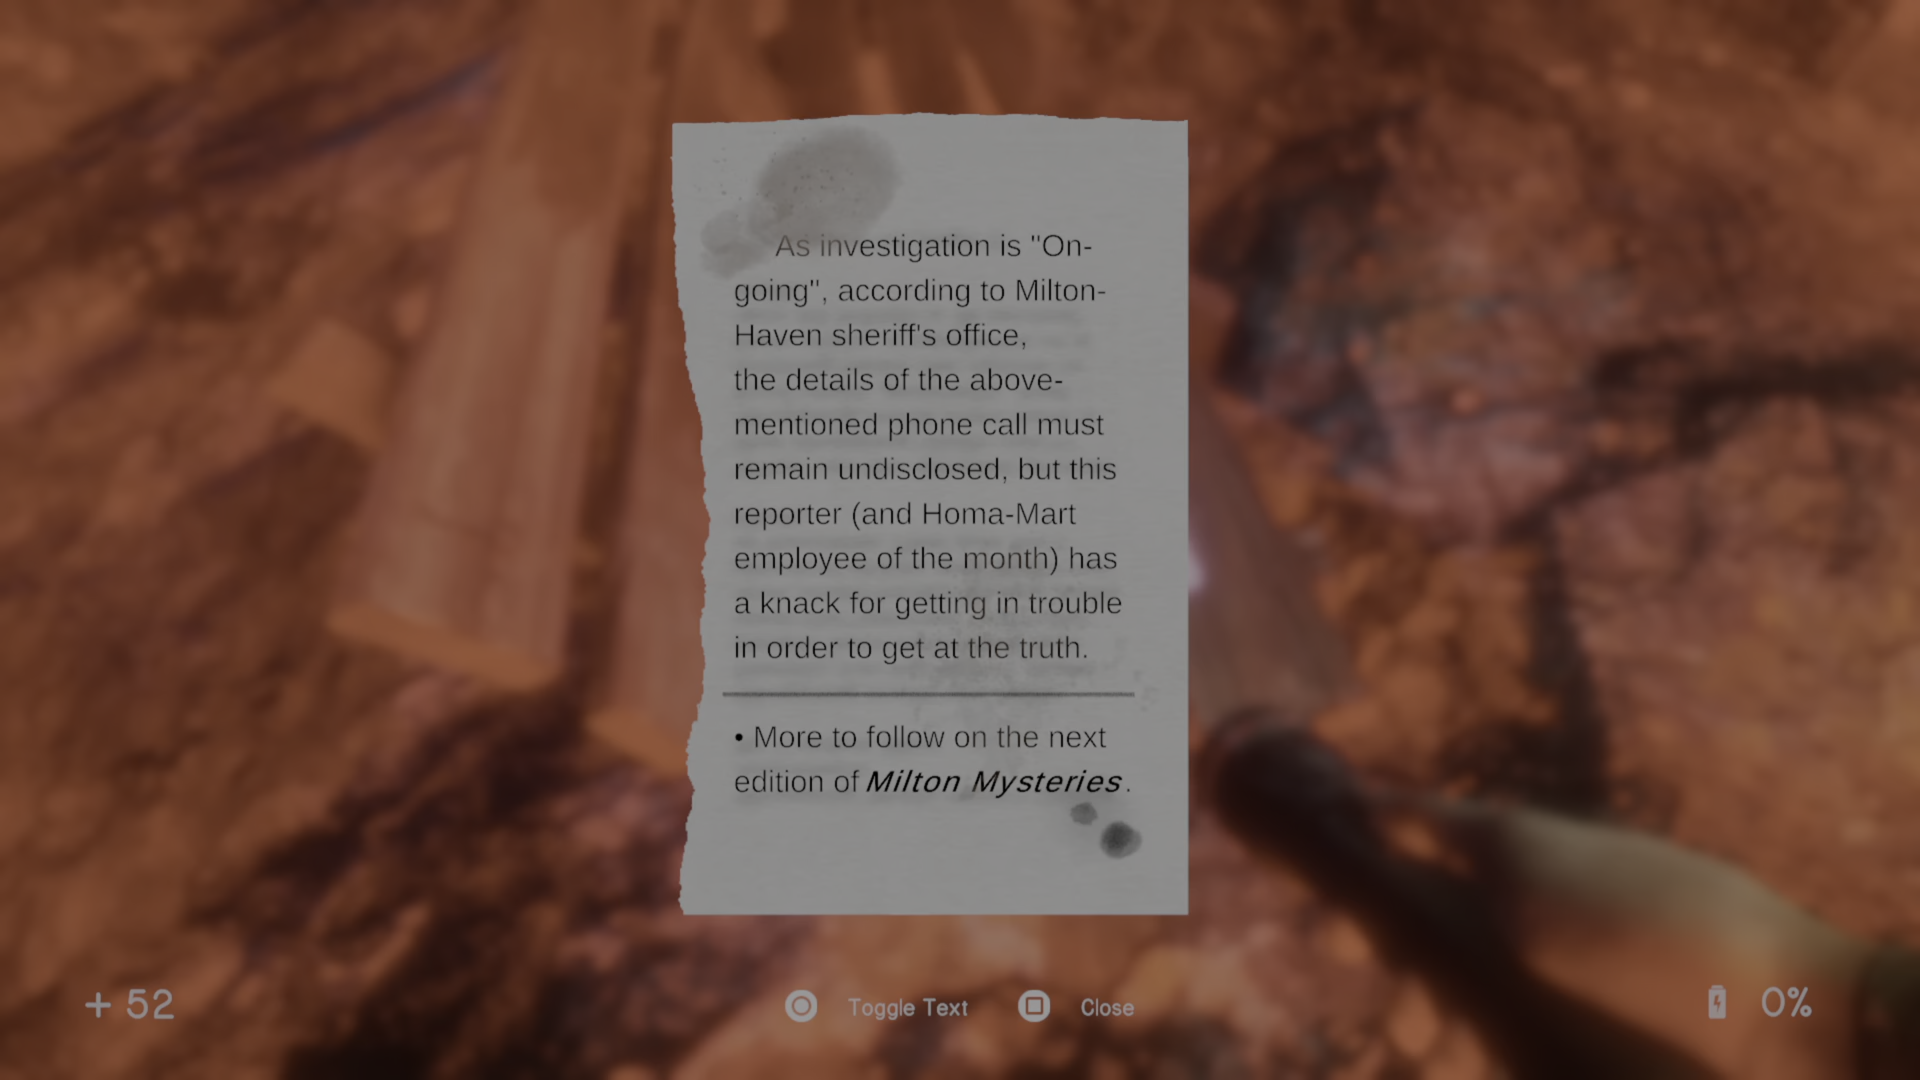 As investigation is "On-
going", according to Milton-
Haven sheriff's office,
the details of the above-
mentioned phone call must
remain undisclosed, but this
reporter (and Homa-Mart
employee of the month) has
a knack for getting in trouble
in order to get at the truth.
• More to follow on the next
edition of Milton Mysteries.
+ 52
Toggle Text
Close
0%